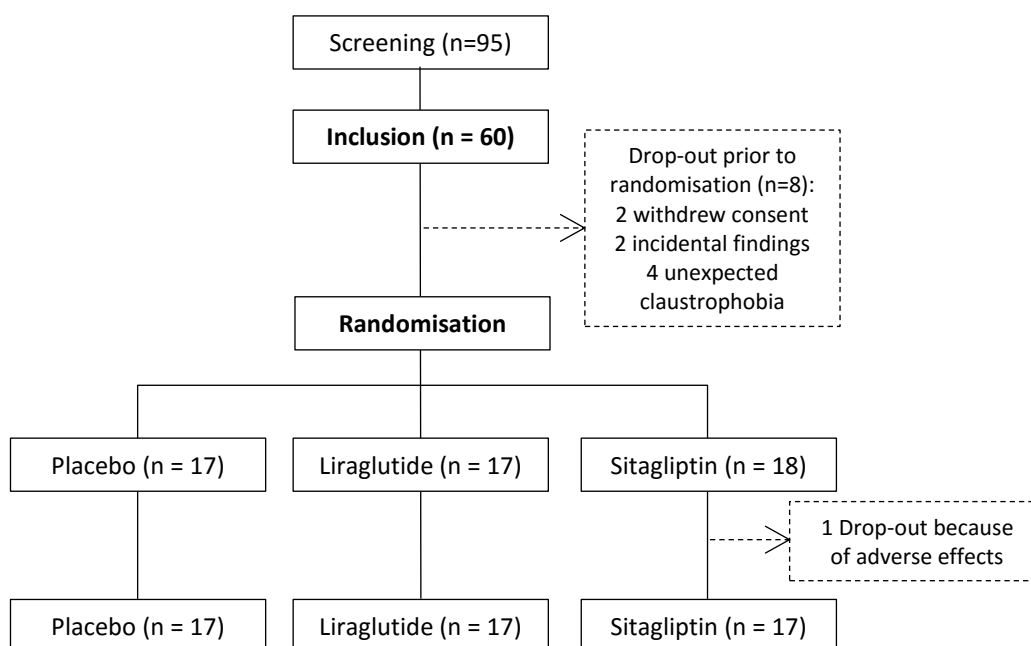 Screening (n=95)
Inclusion (n = 60)
Drop-out prior to
randomisation (n=8):
2 withdrew consent
2 incidental findings
4 unexpected
claustrophobia
Randomisation
Placebo (n = 17)
Liraglutide (n = 17)
Sitagliptin (n = 18)
1 Drop-out because
of adverse effects
Placebo (n = 17)
Liraglutide (n = 17)
Sitagliptin (n = 17)